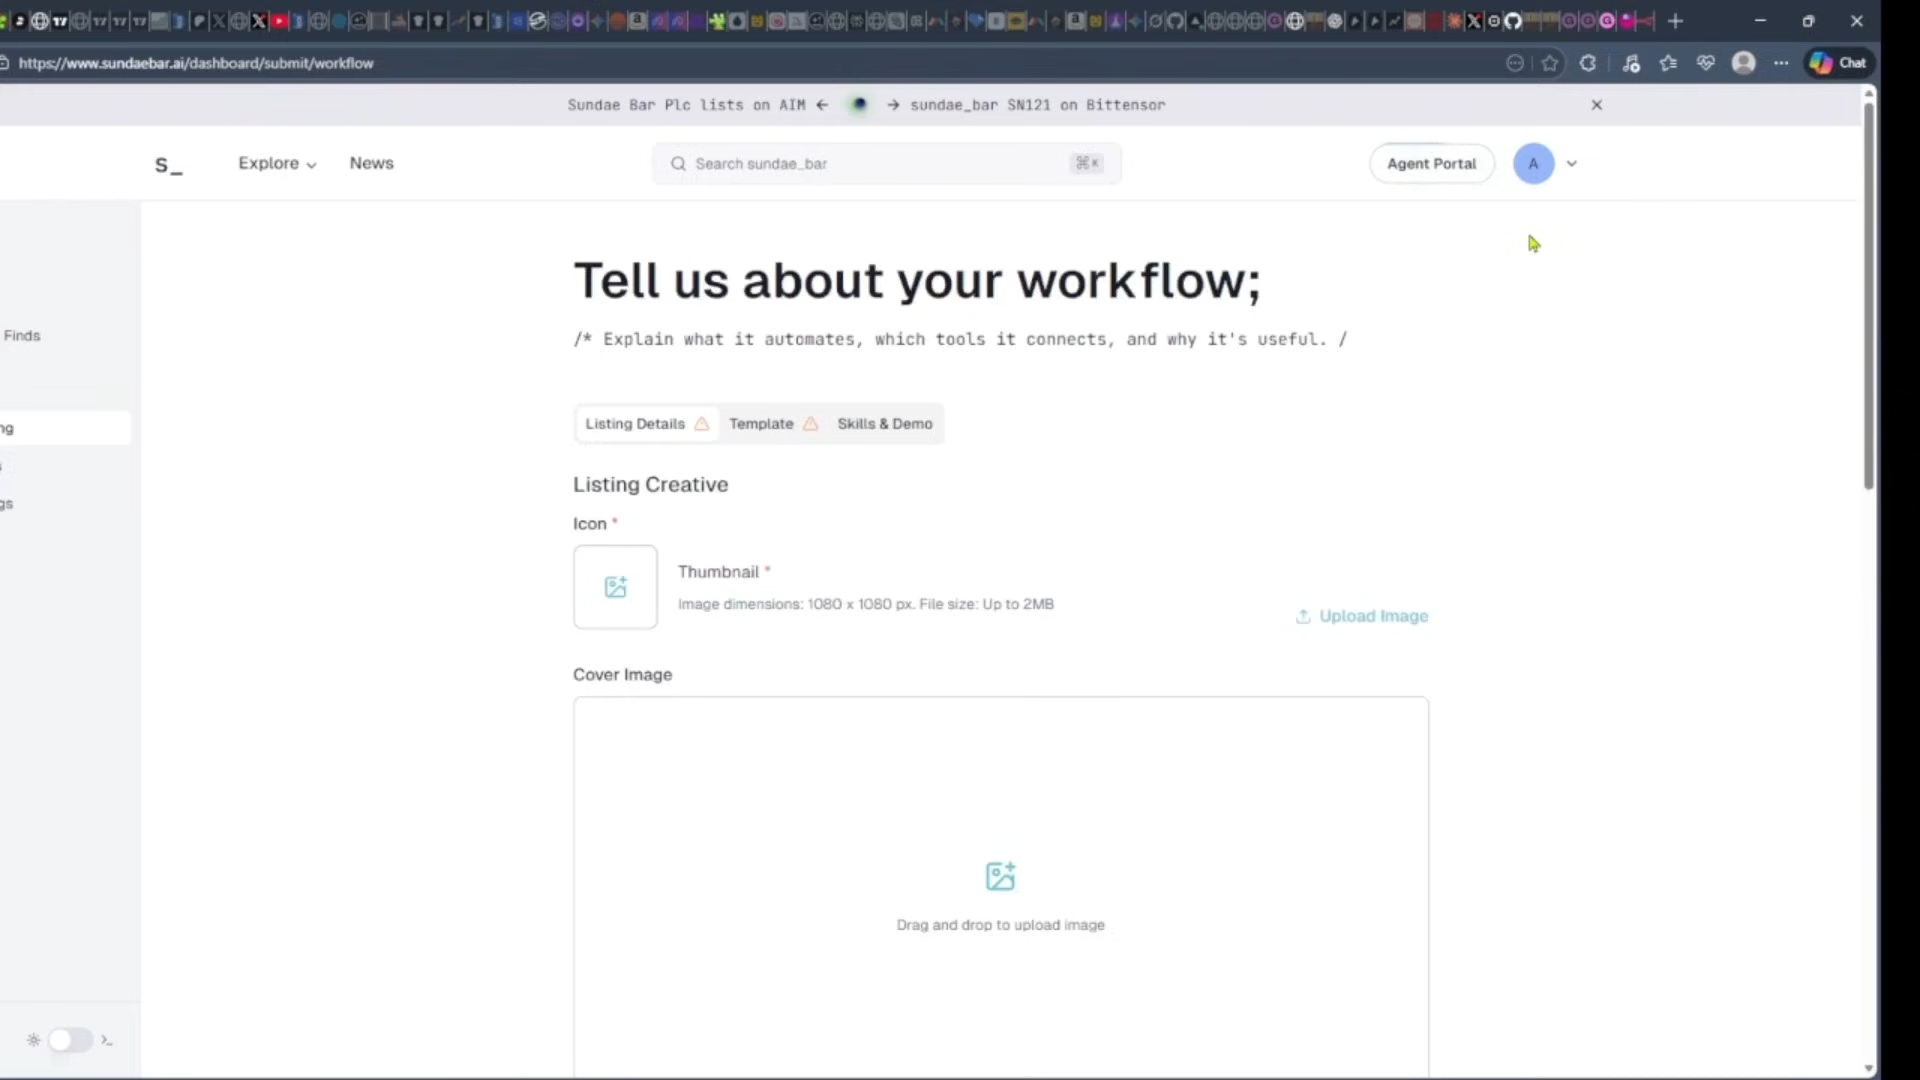 https://www.sundaebar.ai/dashboard/submit/workflow
Chat
Sundae Bar Plc lists on AIM ← → sundae_bar SN121 on Bittensor
S_
Explore
News
Search sundae_bar
⌘K
Agent Portal
A
Finds
ng
gs
Tell us about your workflow;
/* Explain what it automates, which tools it connects, and why it's useful. /
Listing Details
Template
Skills & Demo
Listing Creative
Icon *
Thumbnail *
Image dimensions: 1080 x 1080 px. File size: Up to 2MB
Upload Image
Cover Image
Drag and drop to upload image